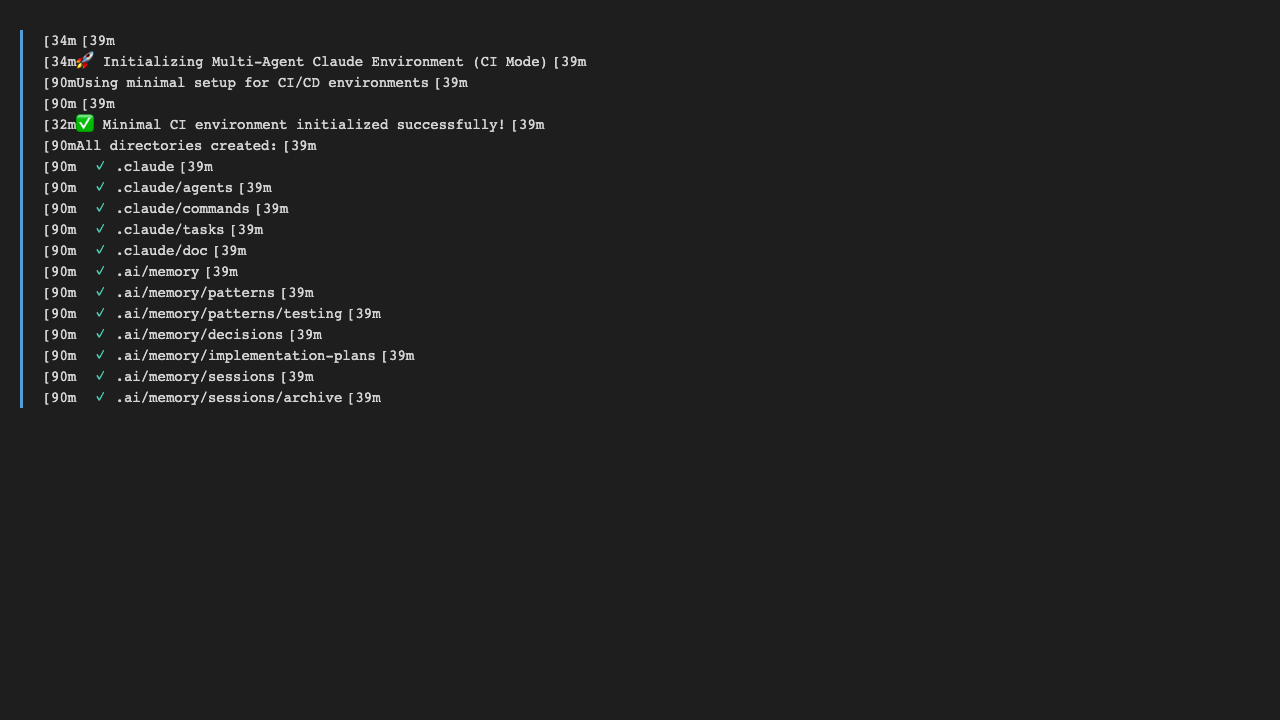 [34m [39m
[34m🚀 Initializing Multi-Agent Claude Environment (CI Mode) [39m
[90mUsing minimal setup for CI/CD environments [39m
[90m [39m
[32m✅ Minimal CI environment initialized successfully! [39m
[90mAll directories created: [39m
[90m  ✓ .claude [39m
[90m  ✓ .claude/agents [39m
[90m  ✓ .claude/commands [39m
[90m  ✓ .claude/tasks [39m
[90m  ✓ .claude/doc [39m
[90m  ✓ .ai/memory [39m
[90m  ✓ .ai/memory/patterns [39m
[90m  ✓ .ai/memory/patterns/testing [39m
[90m  ✓ .ai/memory/decisions [39m
[90m  ✓ .ai/memory/implementation-plans [39m
[90m  ✓ .ai/memory/sessions [39m
[90m  ✓ .ai/memory/sessions/archive [39m